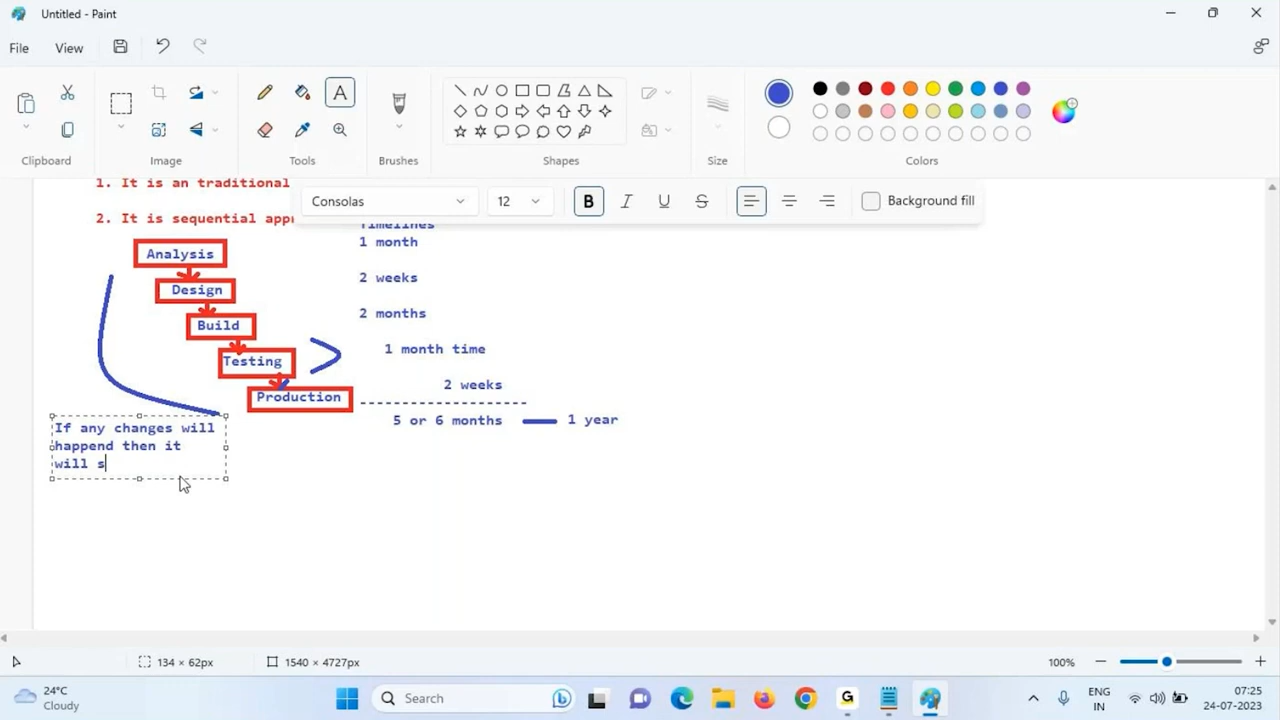 Untitled - Paint
File
View
Clipboard
Image
Tools
Brushes
Shapes
Size
Colors
A
Consolas
12
B
I
U
S
Background fill
1. It is an traditional
2. It is sequential app
Timelines
Analysis
1 month
Design
2 weeks
Build
2 months
Testing
1 month time
Production
2 weeks
--------------------
5 or 6 months
1 year
If any changes will
happend then it
will s
134 × 62px
1540 × 4727px
100%
24°C
Cloudy
Search
ENG
IN
07:25
24-07-2023